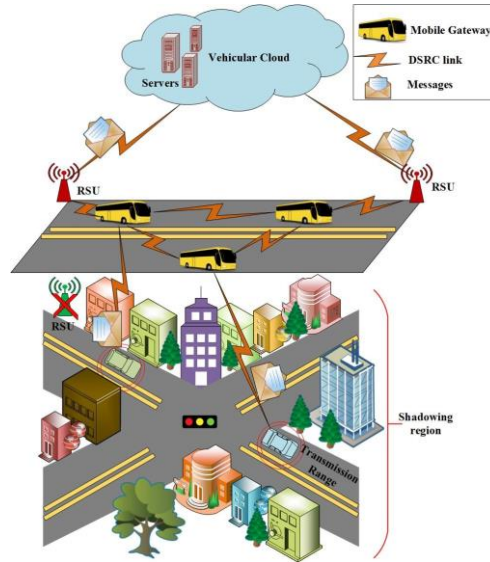 Mobile Gateway
DSRC link
Messages
Vehicular Cloud
Servers
RSU
RSU
RSU
Shadowing
region
Transmission
Range